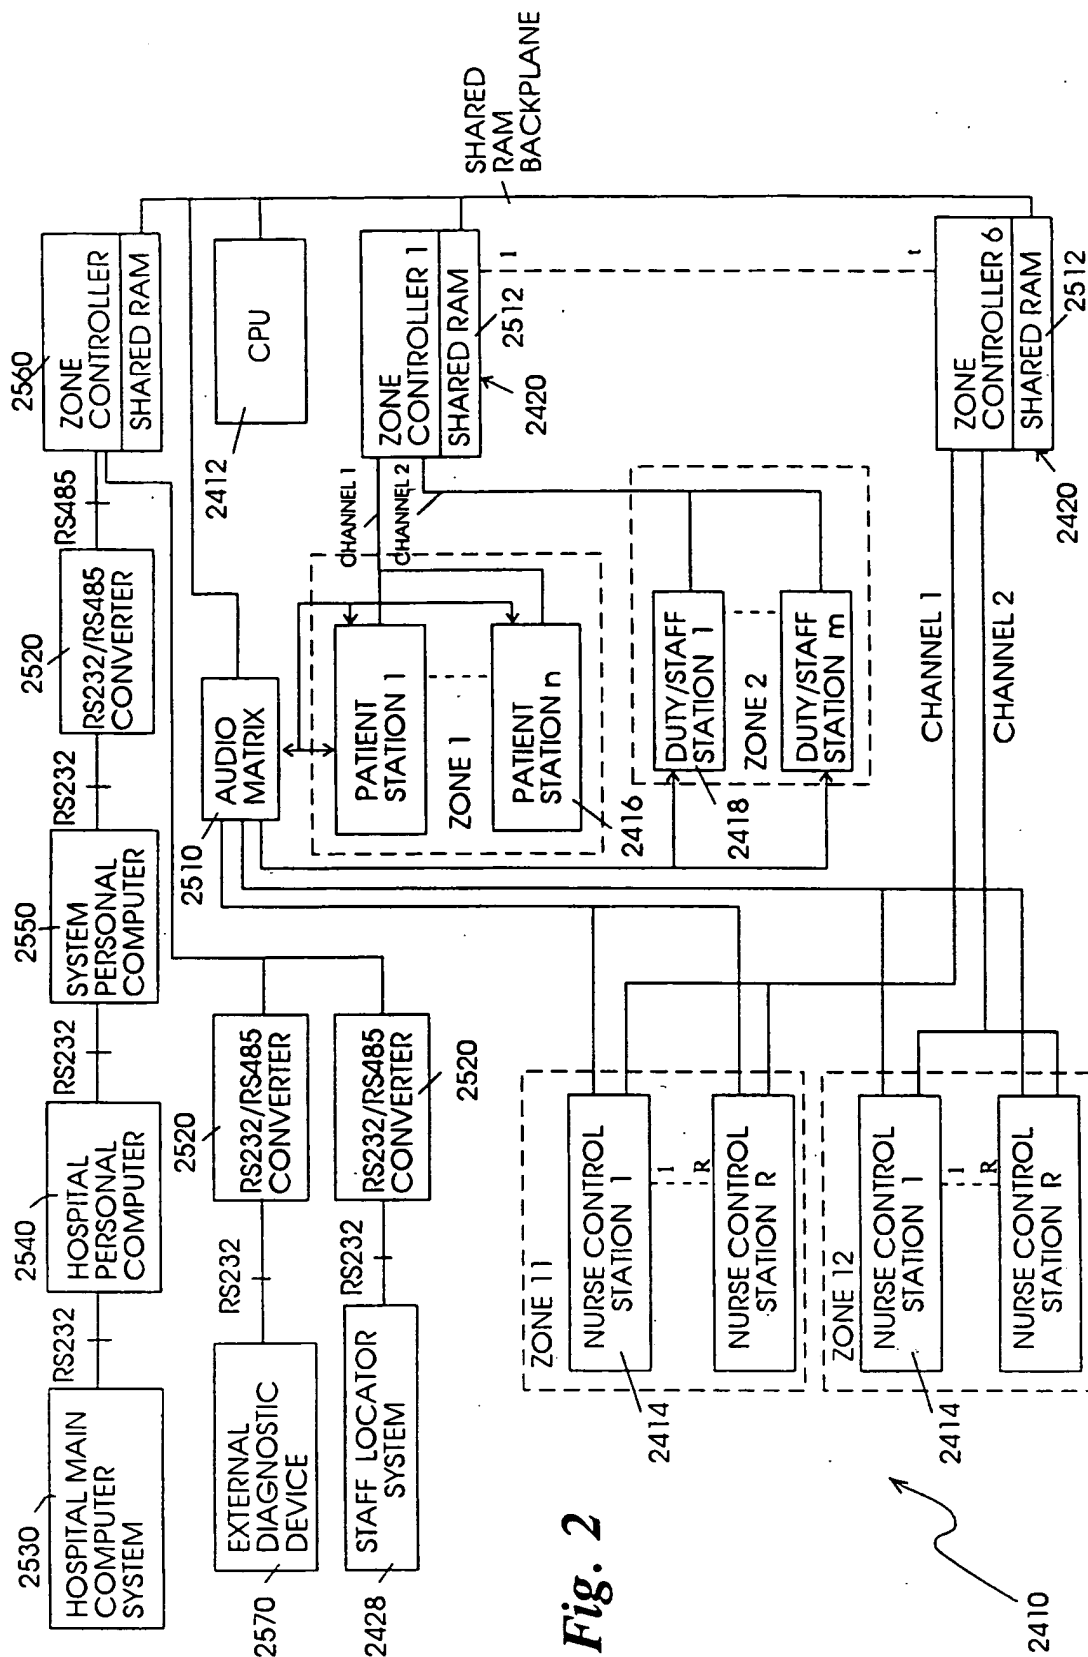 2530
HOSPITAL MAIN
COMPUTER
SYSTEM
RS232
2540
HOSPITAL
PERSONAL
COMPUTER
RS232
2550
SYSTEM
PERSONAL
COMPUTER
RS232
2520
RS232/RS485
CONVERTER
RS485
2560
ZONE
CONTROLLER
SHARED RAM
EXTERNAL
DIAGNOSTIC
DEVICE
2570
RS232
2520
RS232/RS485
CONVERTER
2510
AUDIO
MATRIX
CPU
2412
STAFF LOCATOR
SYSTEM
2428
RS232
RS232/RS485
CONVERTER
2520
PATIENT
STATION 1
ZONE 1
PATIENT
STATION n
2416
CHANNEL 1
CHANNEL 2
ZONE
CONTROLLER 1
SHARED RAM
2512
2420
1
t
SHARED
RAM
BACKPLANE
DUTY/STAFF
STATION 1
2418
ZONE 2
DUTY/STAFF
STATION m
ZONE 11
NURSE CONTROL
STATION 1
1
R
NURSE CONTROL
STATION R
2414
ZONE 12
NURSE CONTROL
STATION 1
1
R
NURSE CONTROL
STATION R
2414
CHANNEL 1
CHANNEL 2
ZONE
CONTROLLER 6
SHARED RAM
2512
2420
Fig. 2
2410